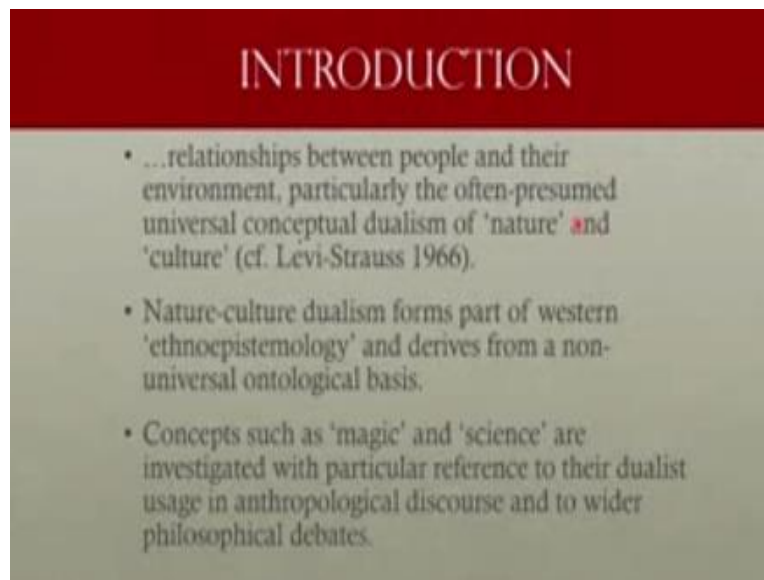 INTRODUCTION
• …relationships between people and their
environment, particularly the often-presumed
universal conceptual dualism of ‘nature’ and
‘culture’ (cf. Lévi-Strauss 1966).
• Nature-culture dualism forms part of western
‘ethnoepistemology’ and derives from a non-
universal ontological basis.
• Concepts such as ‘magic’ and ‘science’ are
investigated with particular reference to their dualist
usage in anthropological discourse and to wider
philosophical debates.